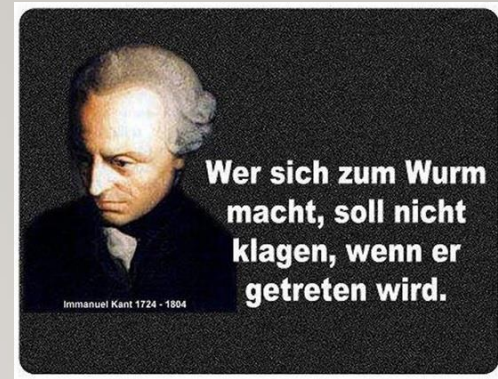 Wer sich zum Wurm
macht, soll nicht
klagen, wenn er
getreten wird.
Immanuel Kant 1724 - 1804